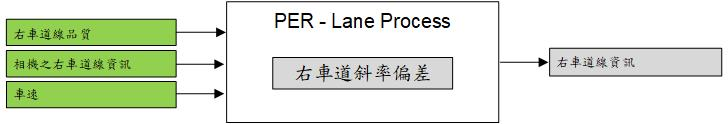 PER - Lane Process
右車道線品質
相機之右車道線資訊
車速
右車道斜率偏差
右車道線資訊